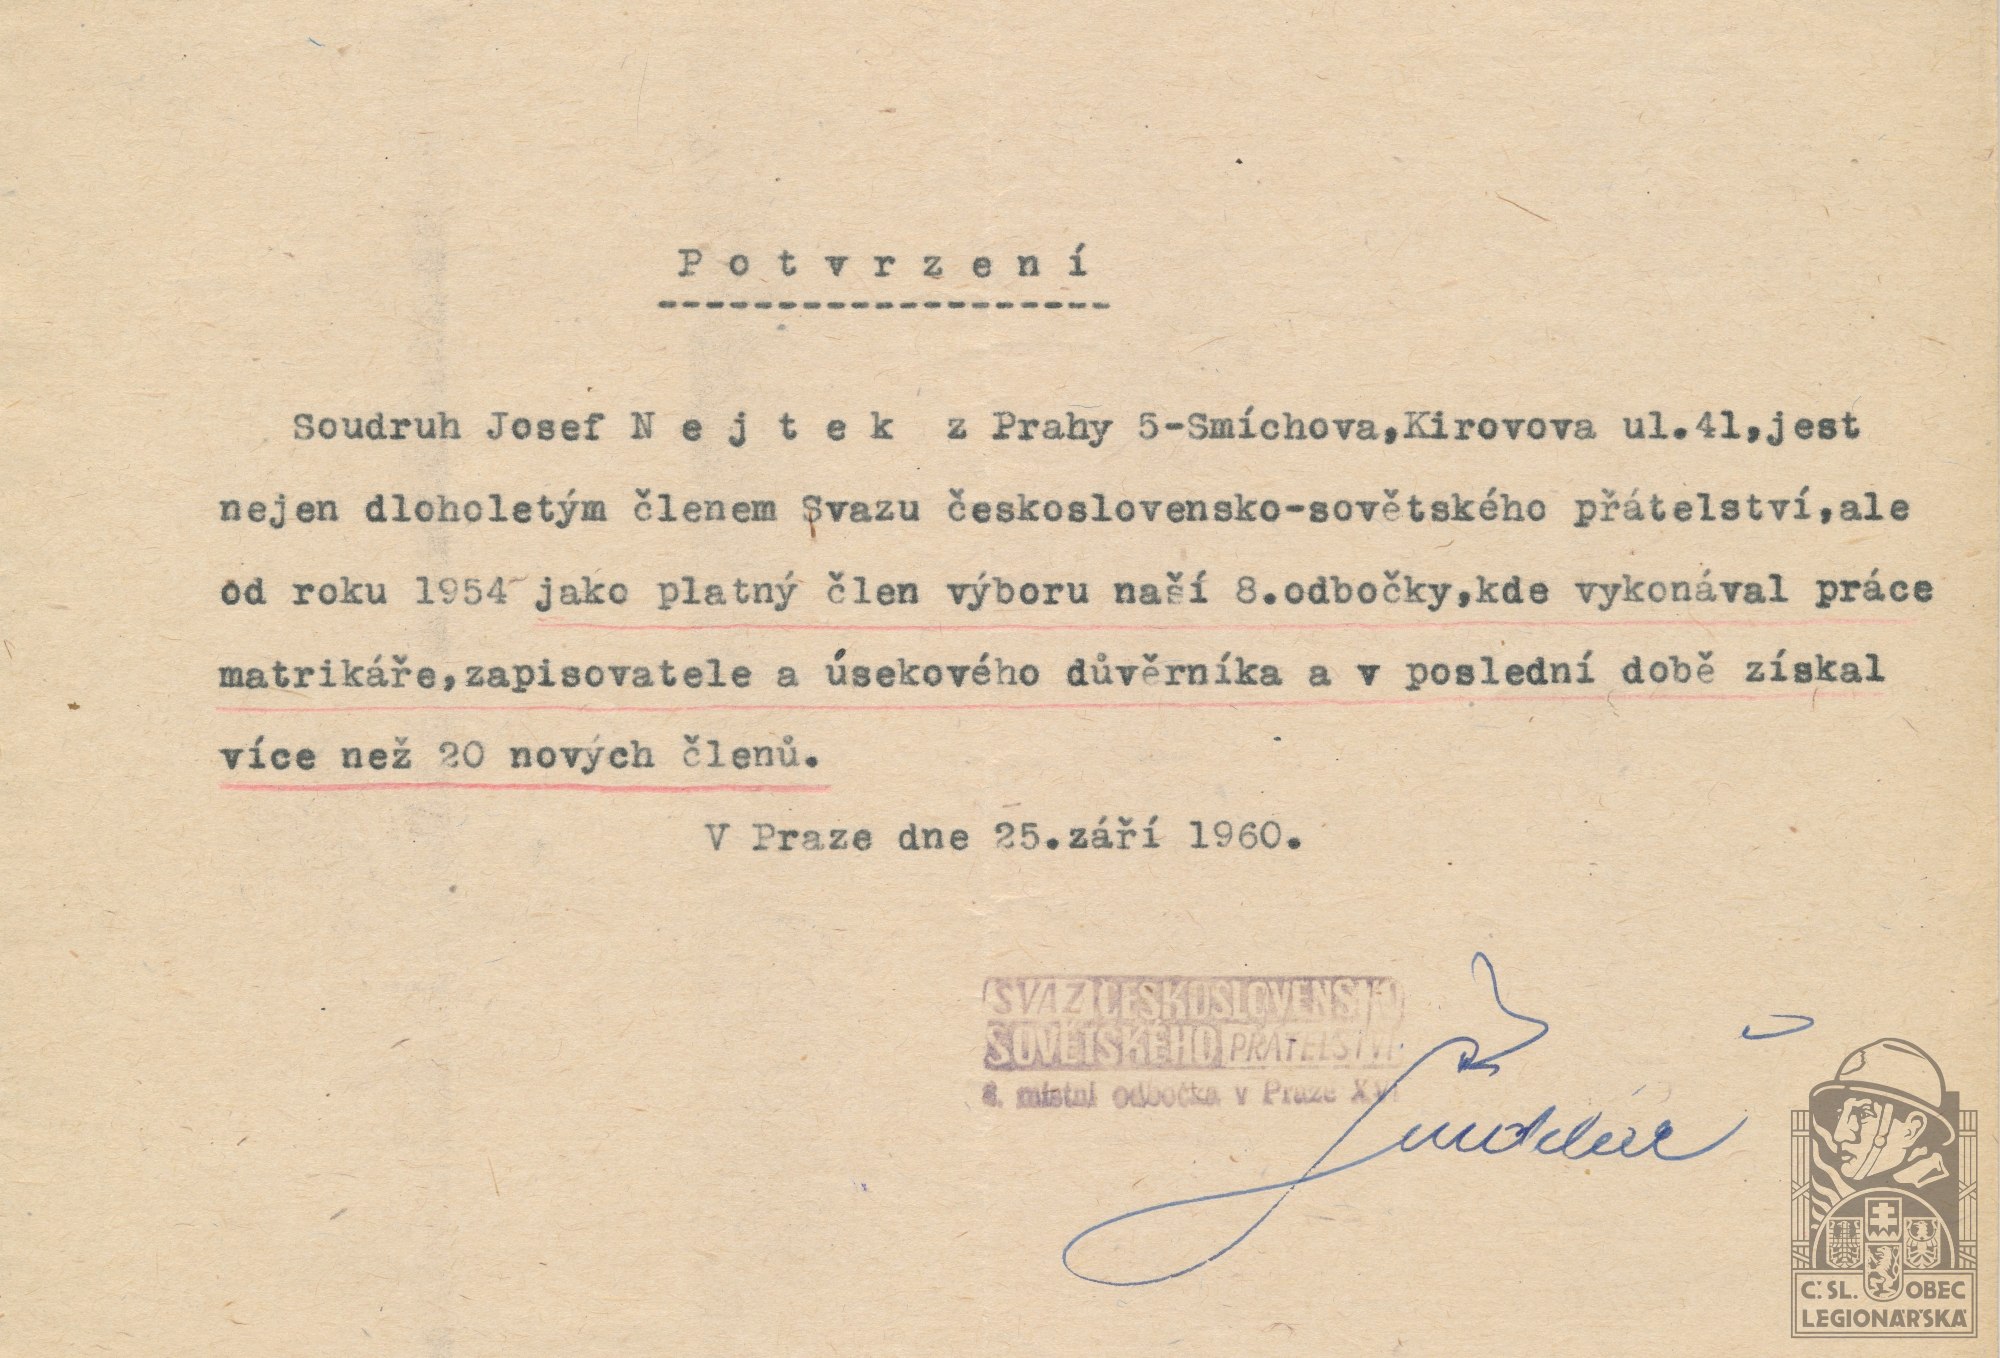 P o t v r z e n í
-------------------
Soudruh Josef N e j t e k  z Prahy 5-Smíchova,Kirovova ul.41,jest
nejen dloholetým členem Svazu československo-sovětského přátelství,ale
od roku 1954 jako platný člen výboru naší 8.odbočky,kde vykonával práce
matrikáře,zapisovatele a úsekového důvěrníka a v poslední době získal
více než 20 nových členů.
V Praze dne 25.září 1960.
SVAZ ČESKOSLOVENSKO
SOVĚTSKÉHO PŘÁTELSTVÍ
8. místní odbočka v Praze XVI
Č. SL. OBEC
LEGIONÁŘSKÁ